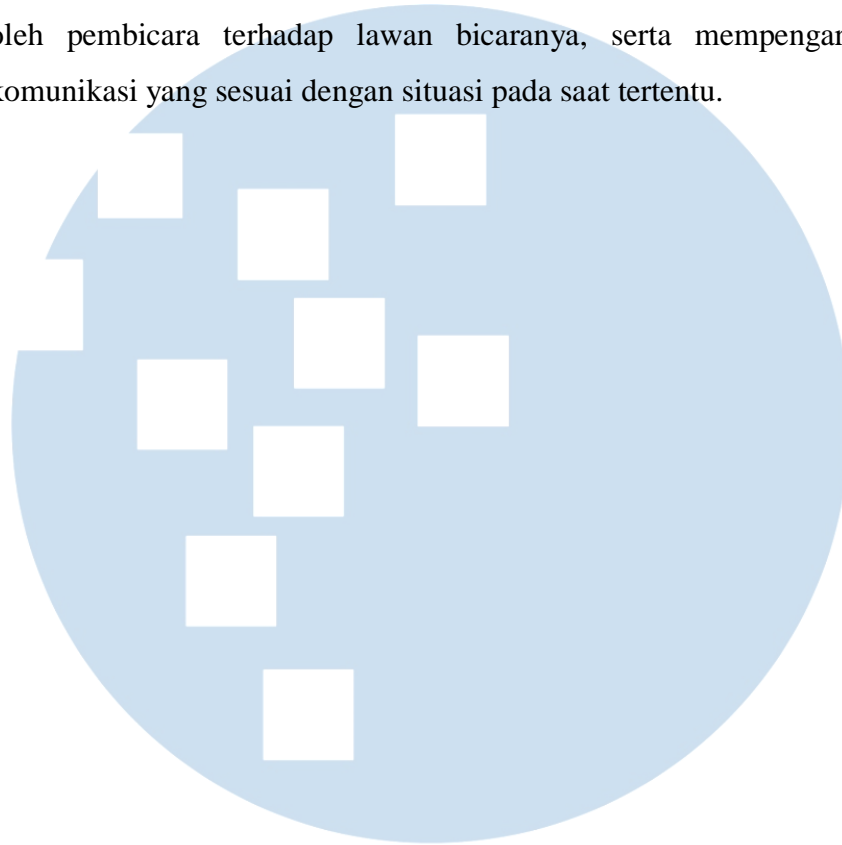 oleh pembicara terhadap lawan bicaranya, serta mempengar
komunikasi yang sesuai dengan situasi pada saat tertentu.